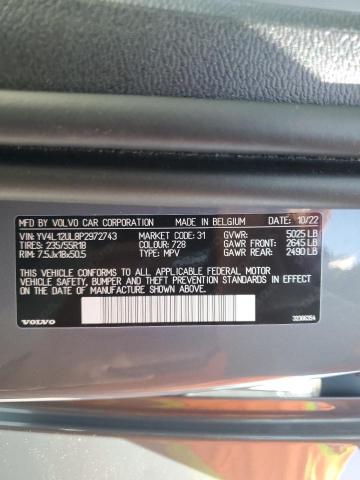 MFD. BY VOLVO CAR CORPORATION MADE IN BELGIUM DATE: 10/22
VIN: YV4L12UL8P2972743 MARKET CODE: 31 GVWR: 5025 LB
TIRES: 235/55R18 COLOUR: 728 GAWR FRONT: 2645 LB
RIM: 7.5Jx18x50.5 TYPE: MPV GAWR REAR: 2490 LB
THIS VEHICLE CONFORMS TO ALL APPLICABLE FEDERAL MOTOR
VEHICLE SAFETY, BUMPER AND THEFT PREVENTION STANDARDS
IN EFFECT ON THE DATE OF MANUFACTURE SHOWN ABOVE.
VOLVO